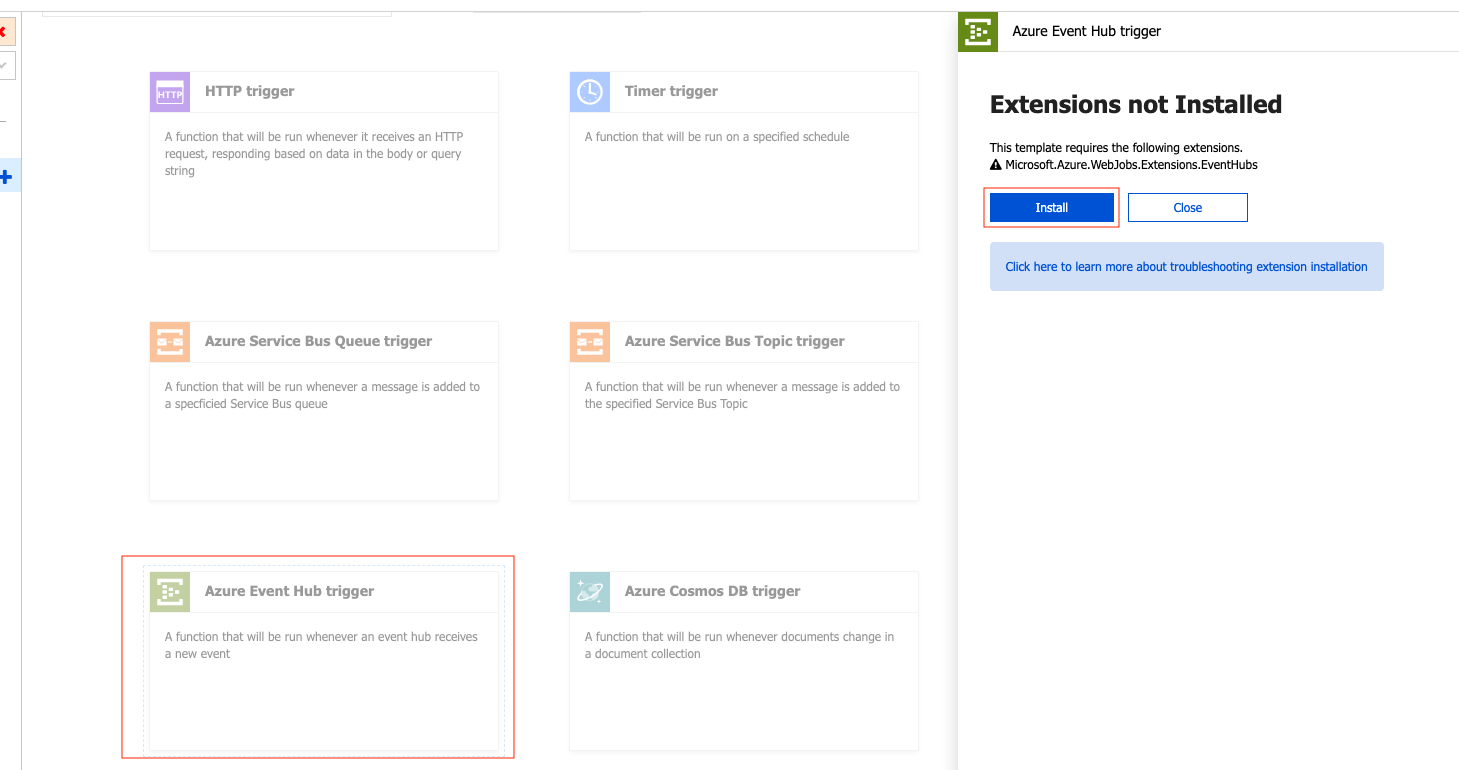 HTTP
HTTP trigger
A function that will be run whenever it receives an HTTP
request, responding based on data in the body or query
string
Timer trigger
A function that will be run on a specified schedule
Azure Service Bus Queue trigger
A function that will be run whenever a message is added to
a specficied Service Bus queue
Azure Service Bus Topic trigger
A function that will be run whenever a message is added to
the specified Service Bus Topic
Azure Event Hub trigger
A function that will be run whenever an event hub receives
a new event
Azure Cosmos DB trigger
A function that will be run whenever documents change in
a document collection
Azure Event Hub trigger
Extensions not Installed
This template requires the following extensions.
Microsoft.Azure.WebJobs.Extensions.EventHubs
Install
Close
Click here to learn more about troubleshooting extension installation